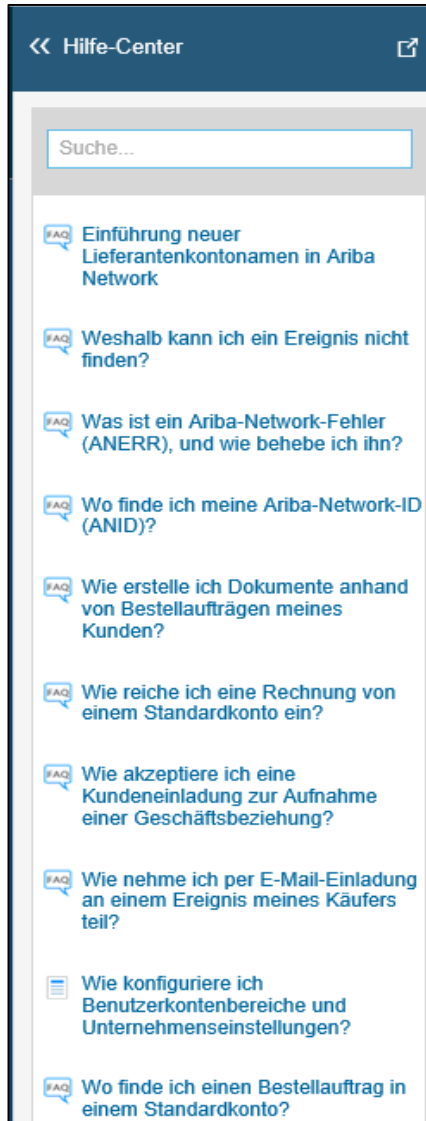 Hilfe-Center
Suche...
FAQ Einführung neuer
Lieferantenkontonamen in Ariba
Network
FAQ Weshalb kann ich ein Ereignis nicht
finden?
FAQ Was ist ein Ariba-Network-Fehler
(ANERR), und wie behebe ich ihn?
FAQ Wo finde ich meine Ariba-Network-ID
(ANID)?
FAQ Wie erstelle ich Dokumente anhand
von Bestellaufträgen meines
Kunden?
FAQ Wie reiche ich eine Rechnung von
einem Standardkonto ein?
FAQ Wie akzeptiere ich eine
Kundeneinladung zur Aufnahme
einer Geschäftsbeziehung?
FAQ Wie nehme ich per E-Mail-Einladung
an einem Ereignis meines Käufers
teil?
Wie konfiguriere ich
Benutzerkontenbereiche und
Unternehmenseinstellungen?
FAQ Wo finde ich einen Bestellauftrag in
einem Standardkonto?